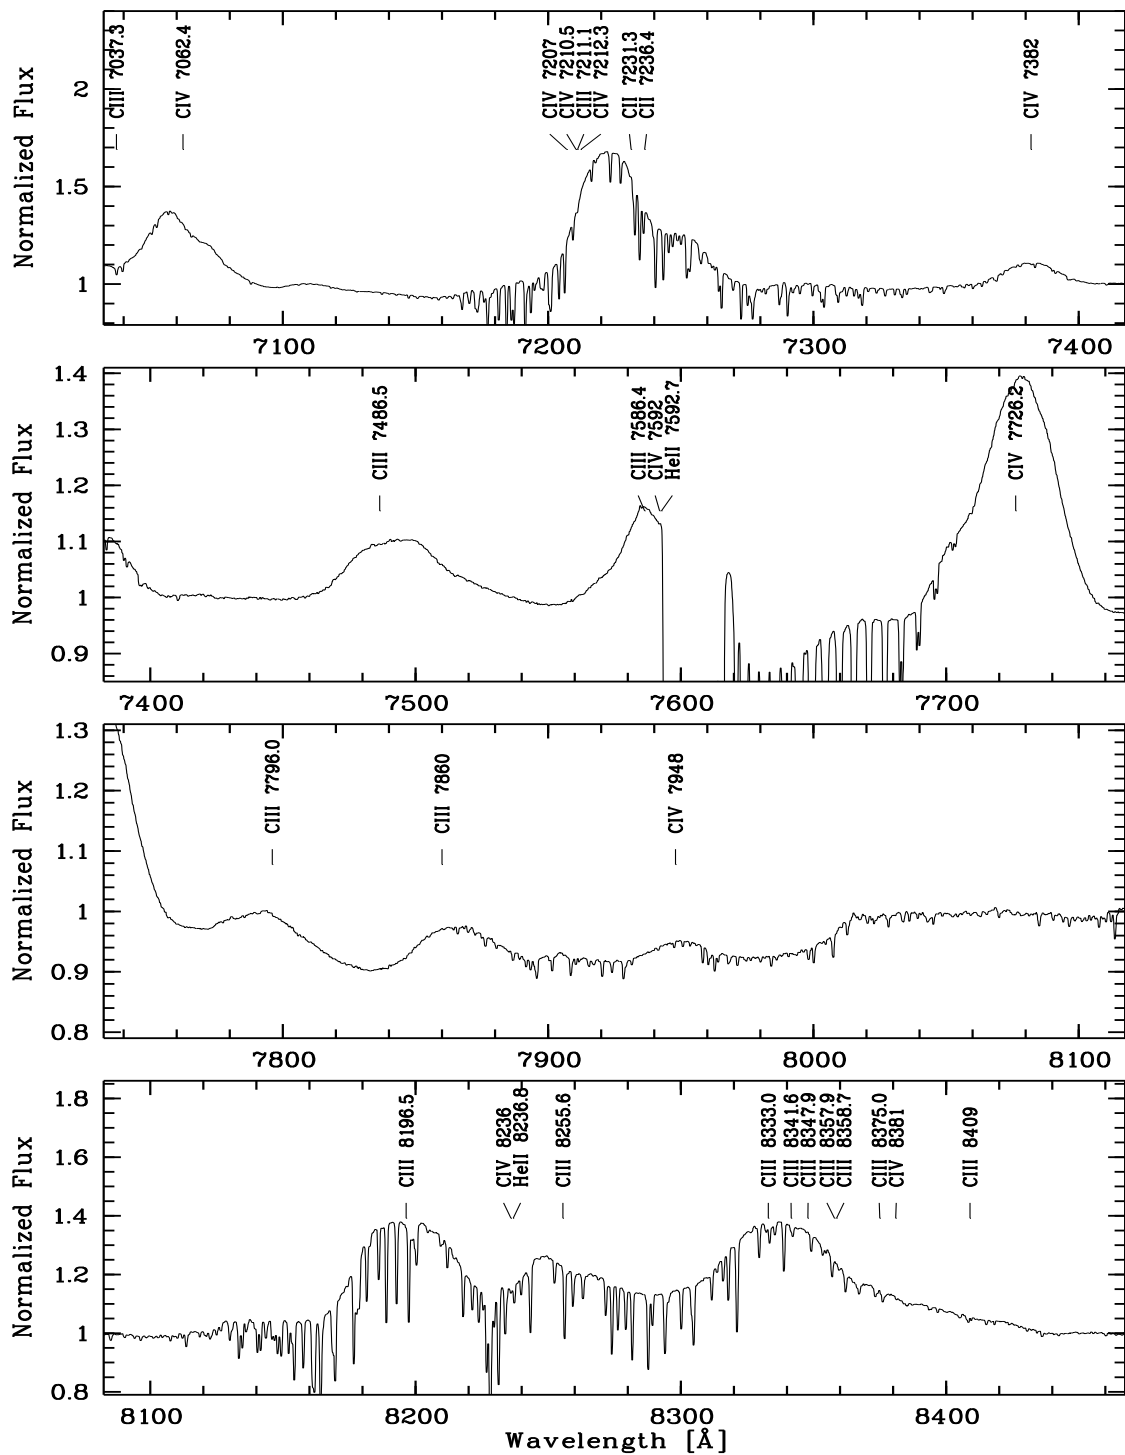 CIII 7037.3
CIV 7062.4
CIV 7207
CIV 7210.5
CIII 7211.1
CIV 7212.3
CII 7231.3
CII 7236.4
CIV 7382
Normalized Flux
2
1.5
1
7100 7200 7300 7400
CIII 7486.5
CIII 7586.4
CIV 7592
HeII 7592.7
CIV 7726.2
Normalized Flux
1.4
1.3
1.2
1.1
1
0.9
7400 7500 7600 7700
CIII 7796.0
CIII 7860
CIV 7948
Normalized Flux
1.3
1.2
1.1
1
0.9
0.8
7800 7900 8000 8100
CIII 8196.5
CIV 8236
HeII 8236.8
CIII 8255.6
CIII 8333.0
CIII 8341.6
CIII 8347.9
CIII 8357.9
CIII 8358.7
CIII 8375.0
CIV 8381
CIII 8409
Normalized Flux
1.8
1.6
1.4
1.2
1
0.8
8100 8200 8300 8400
Wavelength [Å]